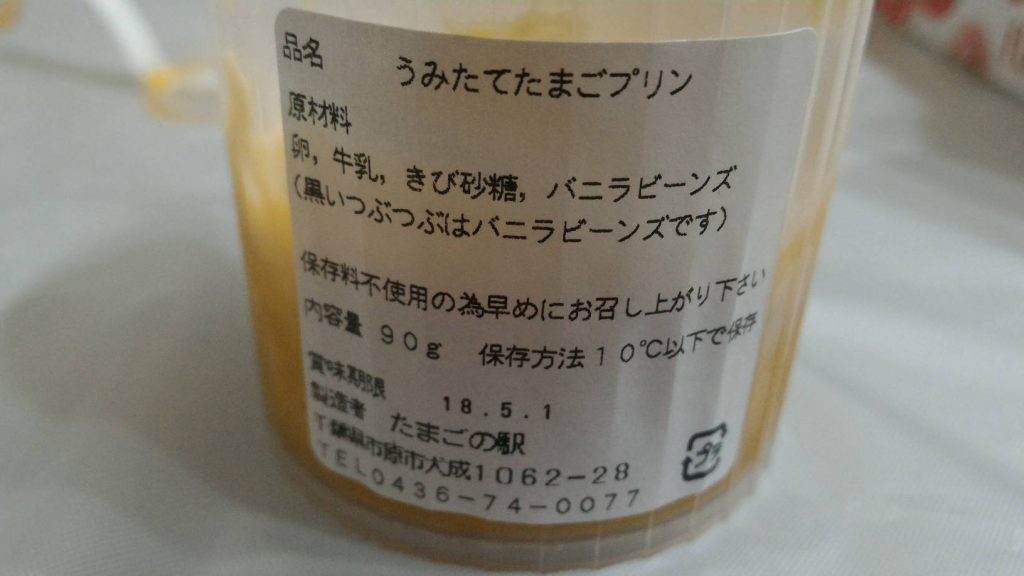 品名　うみたてたまごプリン
原材料
卵，牛乳，きび砂糖，バニラビーンズ
（黒いつぶつぶはバニラビーンズです）
保存料不使用の為早めにお召し上がり下さい
内容量　９０ｇ　保存方法１０℃以下で保存
賞味期限　18.5.1
製造者　たまごの駅
千葉県市原市犬成１０６２−２８
ＴＥＬ０４３６−７４−００７７
プラ